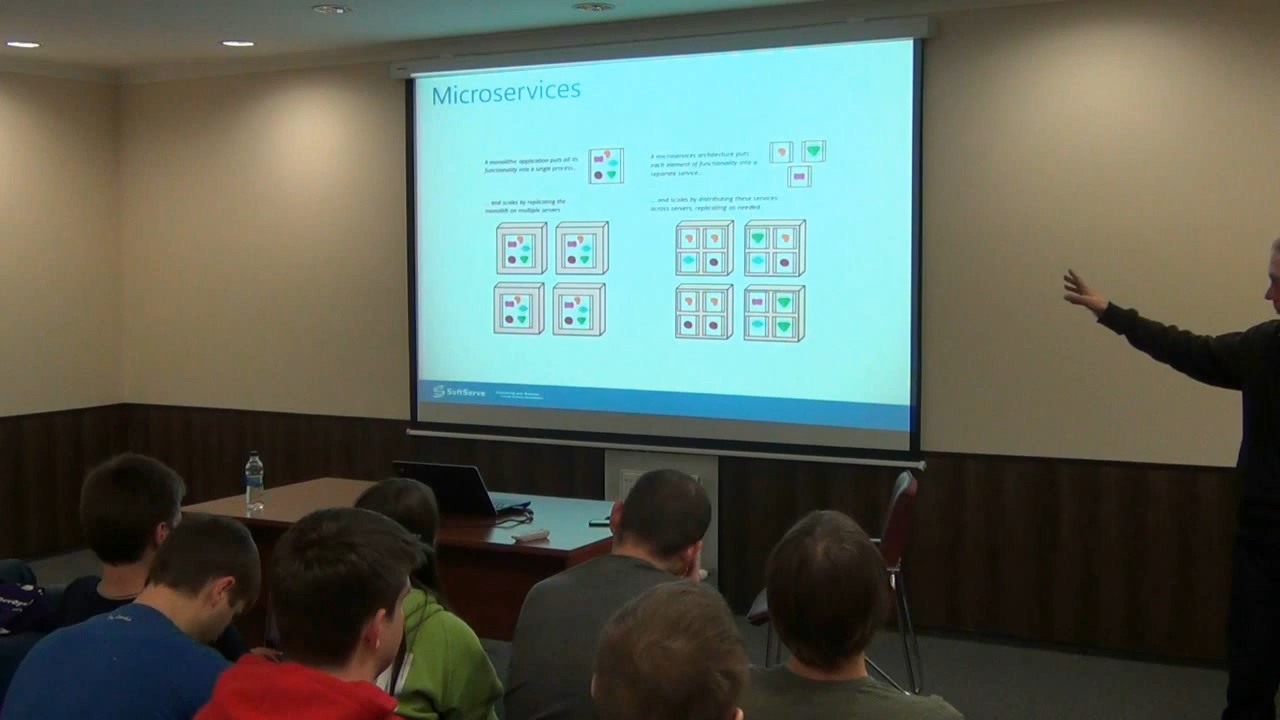 Microservices
A monolithic application puts all its
functionality into a single process...
A microservices architecture puts
each element of functionality into a
separate service...
... and scales by replicating the
monolith on multiple servers
... and scales by distributing these services
across servers, replicating as needed.
SoftServe